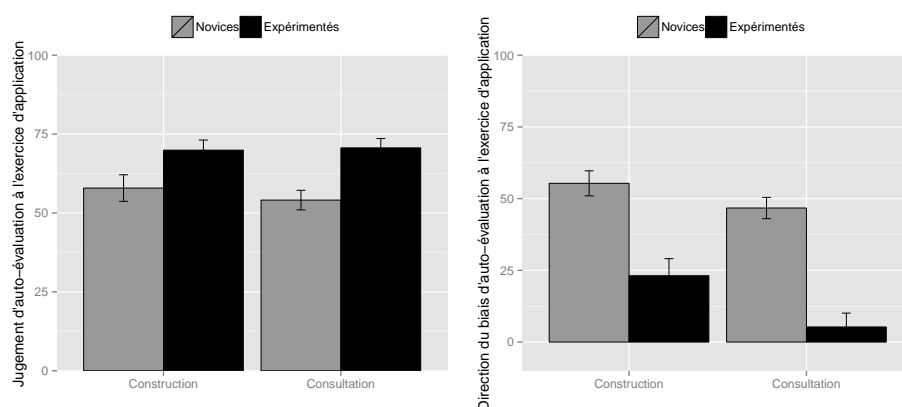 Novices Expérimentés
Jugement d'auto−évaluation à l'exercice d'application
100
75
50
25
0
Construction Consultation
Novices Expérimentés
Direction du biais d'auto−évaluation à l'exercice d'application
100
75
50
25
0
Construction Consultation